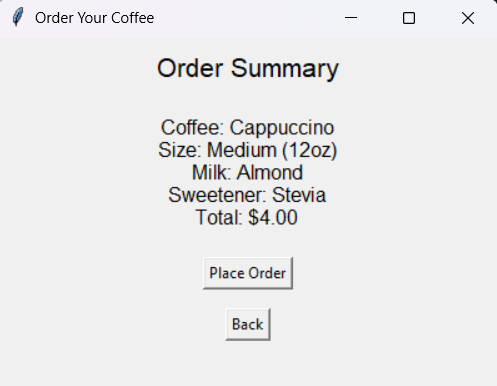 Order Your Coffee
Order Summary
Coffee: Cappuccino
Size: Medium (12oz)
Milk: Almond
Sweetener: Stevia
Total: $4.00
Place Order
Back